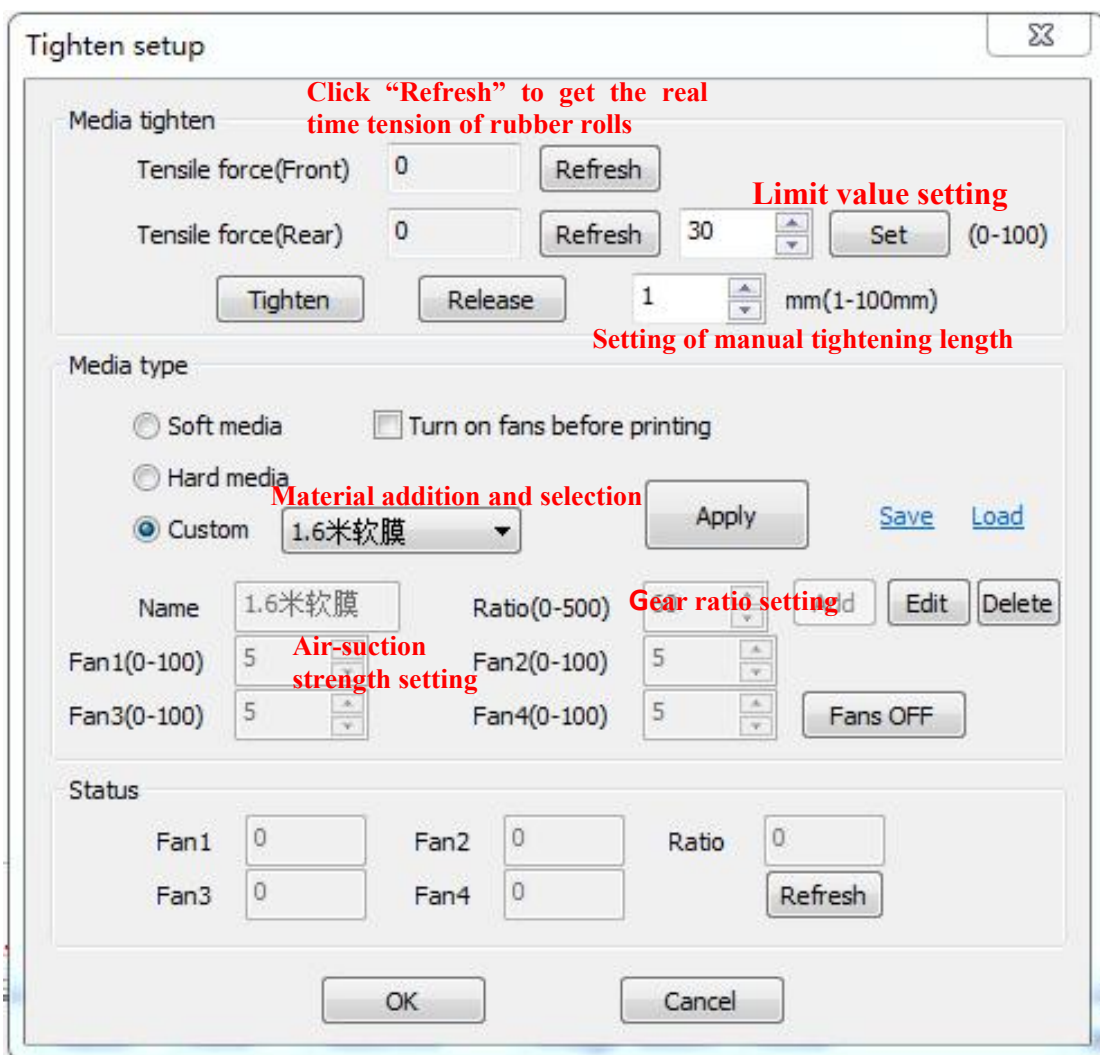 Tighten setup
Click “Refresh” to get the real
time tension of rubber rolls
Media tighten
Tensile force(Front) 0 Refresh
Limit value setting
Tensile force(Rear) 0 Refresh 30 Set (0-100)
Tighten Release 1 mm(1-100mm)
Setting of manual tightening length
Media type
Soft media Turn on fans before printing
Hard media
Material addition and selection
Custom 1.6米软膜 Apply Save Load
Name 1.6米软膜 Ratio(0-500) Gear ratio setting Add Edit Delete
Air-suction
strength setting
Fan1(0-100) 5 Fan2(0-100) 5
Fan3(0-100) 5 Fan4(0-100) 5 Fans OFF
Status
Fan1 0 Fan2 0 Ratio 0
Fan3 0 Fan4 0 Refresh
OK Cancel